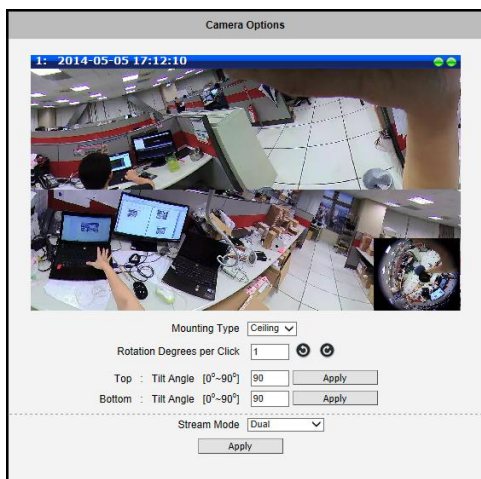 Camera Options
1: 2014-05-05 17:12:10
Mounting Type Ceiling
Rotation Degrees per Click 1
Top : Tilt Angle [0°~90°] 90 Apply
Bottom : Tilt Angle [0°~90°] 90 Apply
Stream Mode Dual
Apply